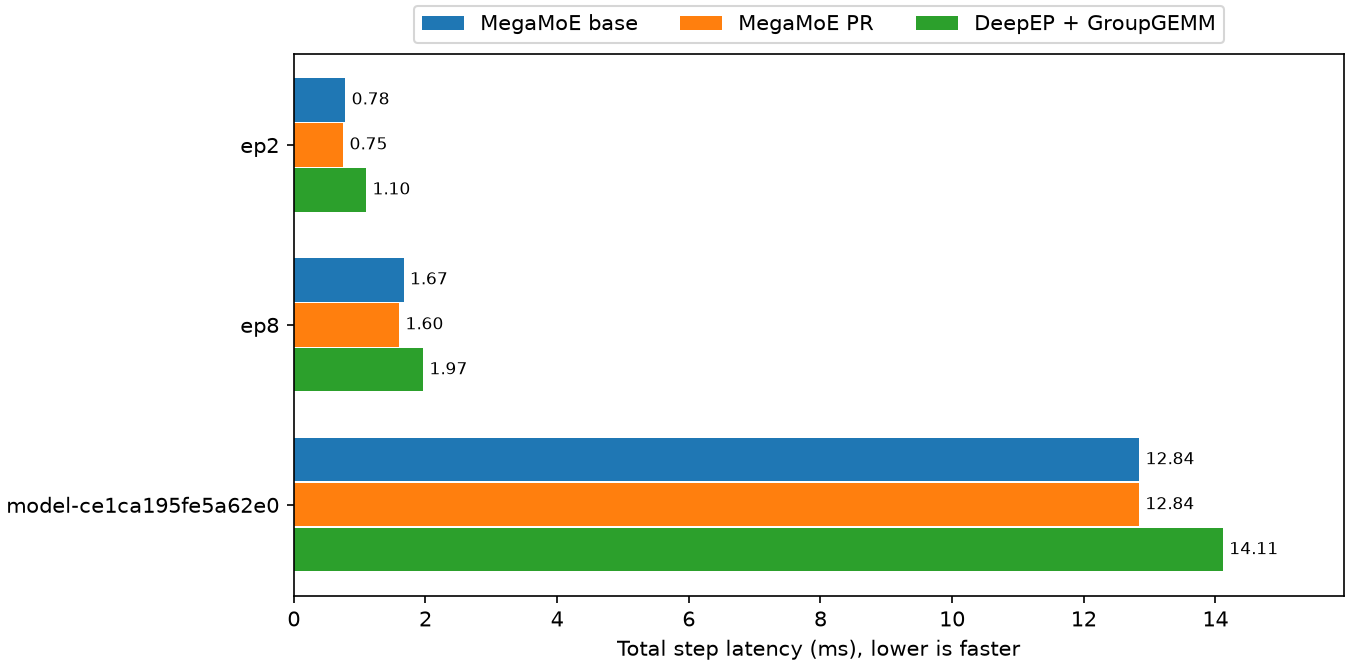 MegaMoE base MegaMoE PR DeepEP + GroupGEMM
0.78
ep2 0.75
1.10
1.67
ep8 1.60
1.97
12.84
model-ce1ca195fe5a62e0 12.84
14.11
0 2 4 6 8 10 12 14
Total step latency (ms), lower is faster